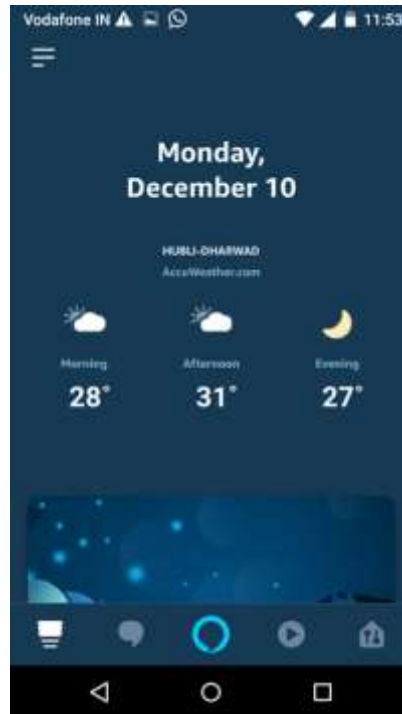 Vodafone IN 11:53
Monday,
December 10
HUBLI-DHARWAD
AccuWeather.com
Morning Afternoon Evening
28° 31° 27°